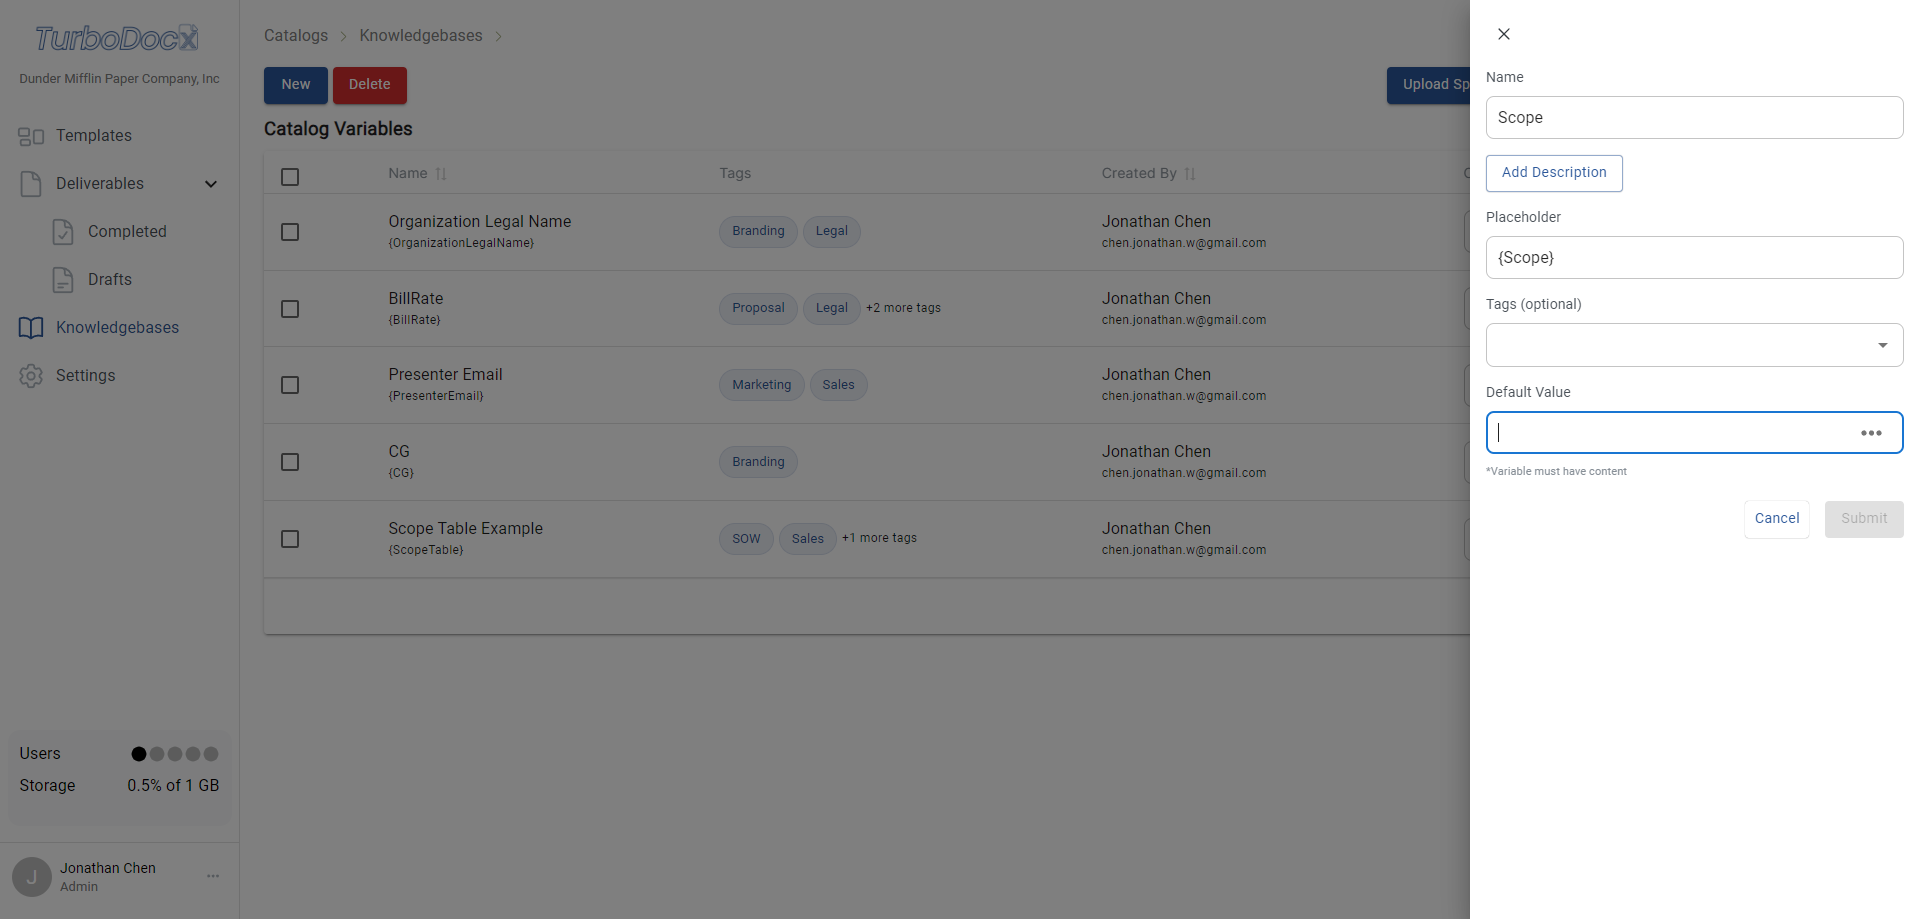 TurboDocX
Dunder Mifflin Paper Company, Inc
Templates
Deliverables
Completed
Drafts
Knowledgebases
Settings
Users
Storage 0.5% of 1 GB
J
Jonathan Chen
Admin
Catalogs > Knowledgebases >
New Delete Upload
Catalog Variables
Name Tags Created By
Organization Legal Name Branding Legal Jonathan Chen
{OrganizationLegalName} chen.jonathan.w@gmail.com
BillRate Proposal Legal +2 more tags Jonathan Chen
{BillRate} chen.jonathan.w@gmail.com
Presenter Email Marketing Sales Jonathan Chen
{PresenterEmail} chen.jonathan.w@gmail.com
CG Branding Jonathan Chen
{CG} chen.jonathan.w@gmail.com
Scope Table Example SOW Sales +1 more tags Jonathan Chen
{ScopeTable} chen.jonathan.w@gmail.com
Name
Scope
Add Description
Placeholder
{Scope}
Tags (optional)
Default Value
*Variable must have content
Cancel Submit